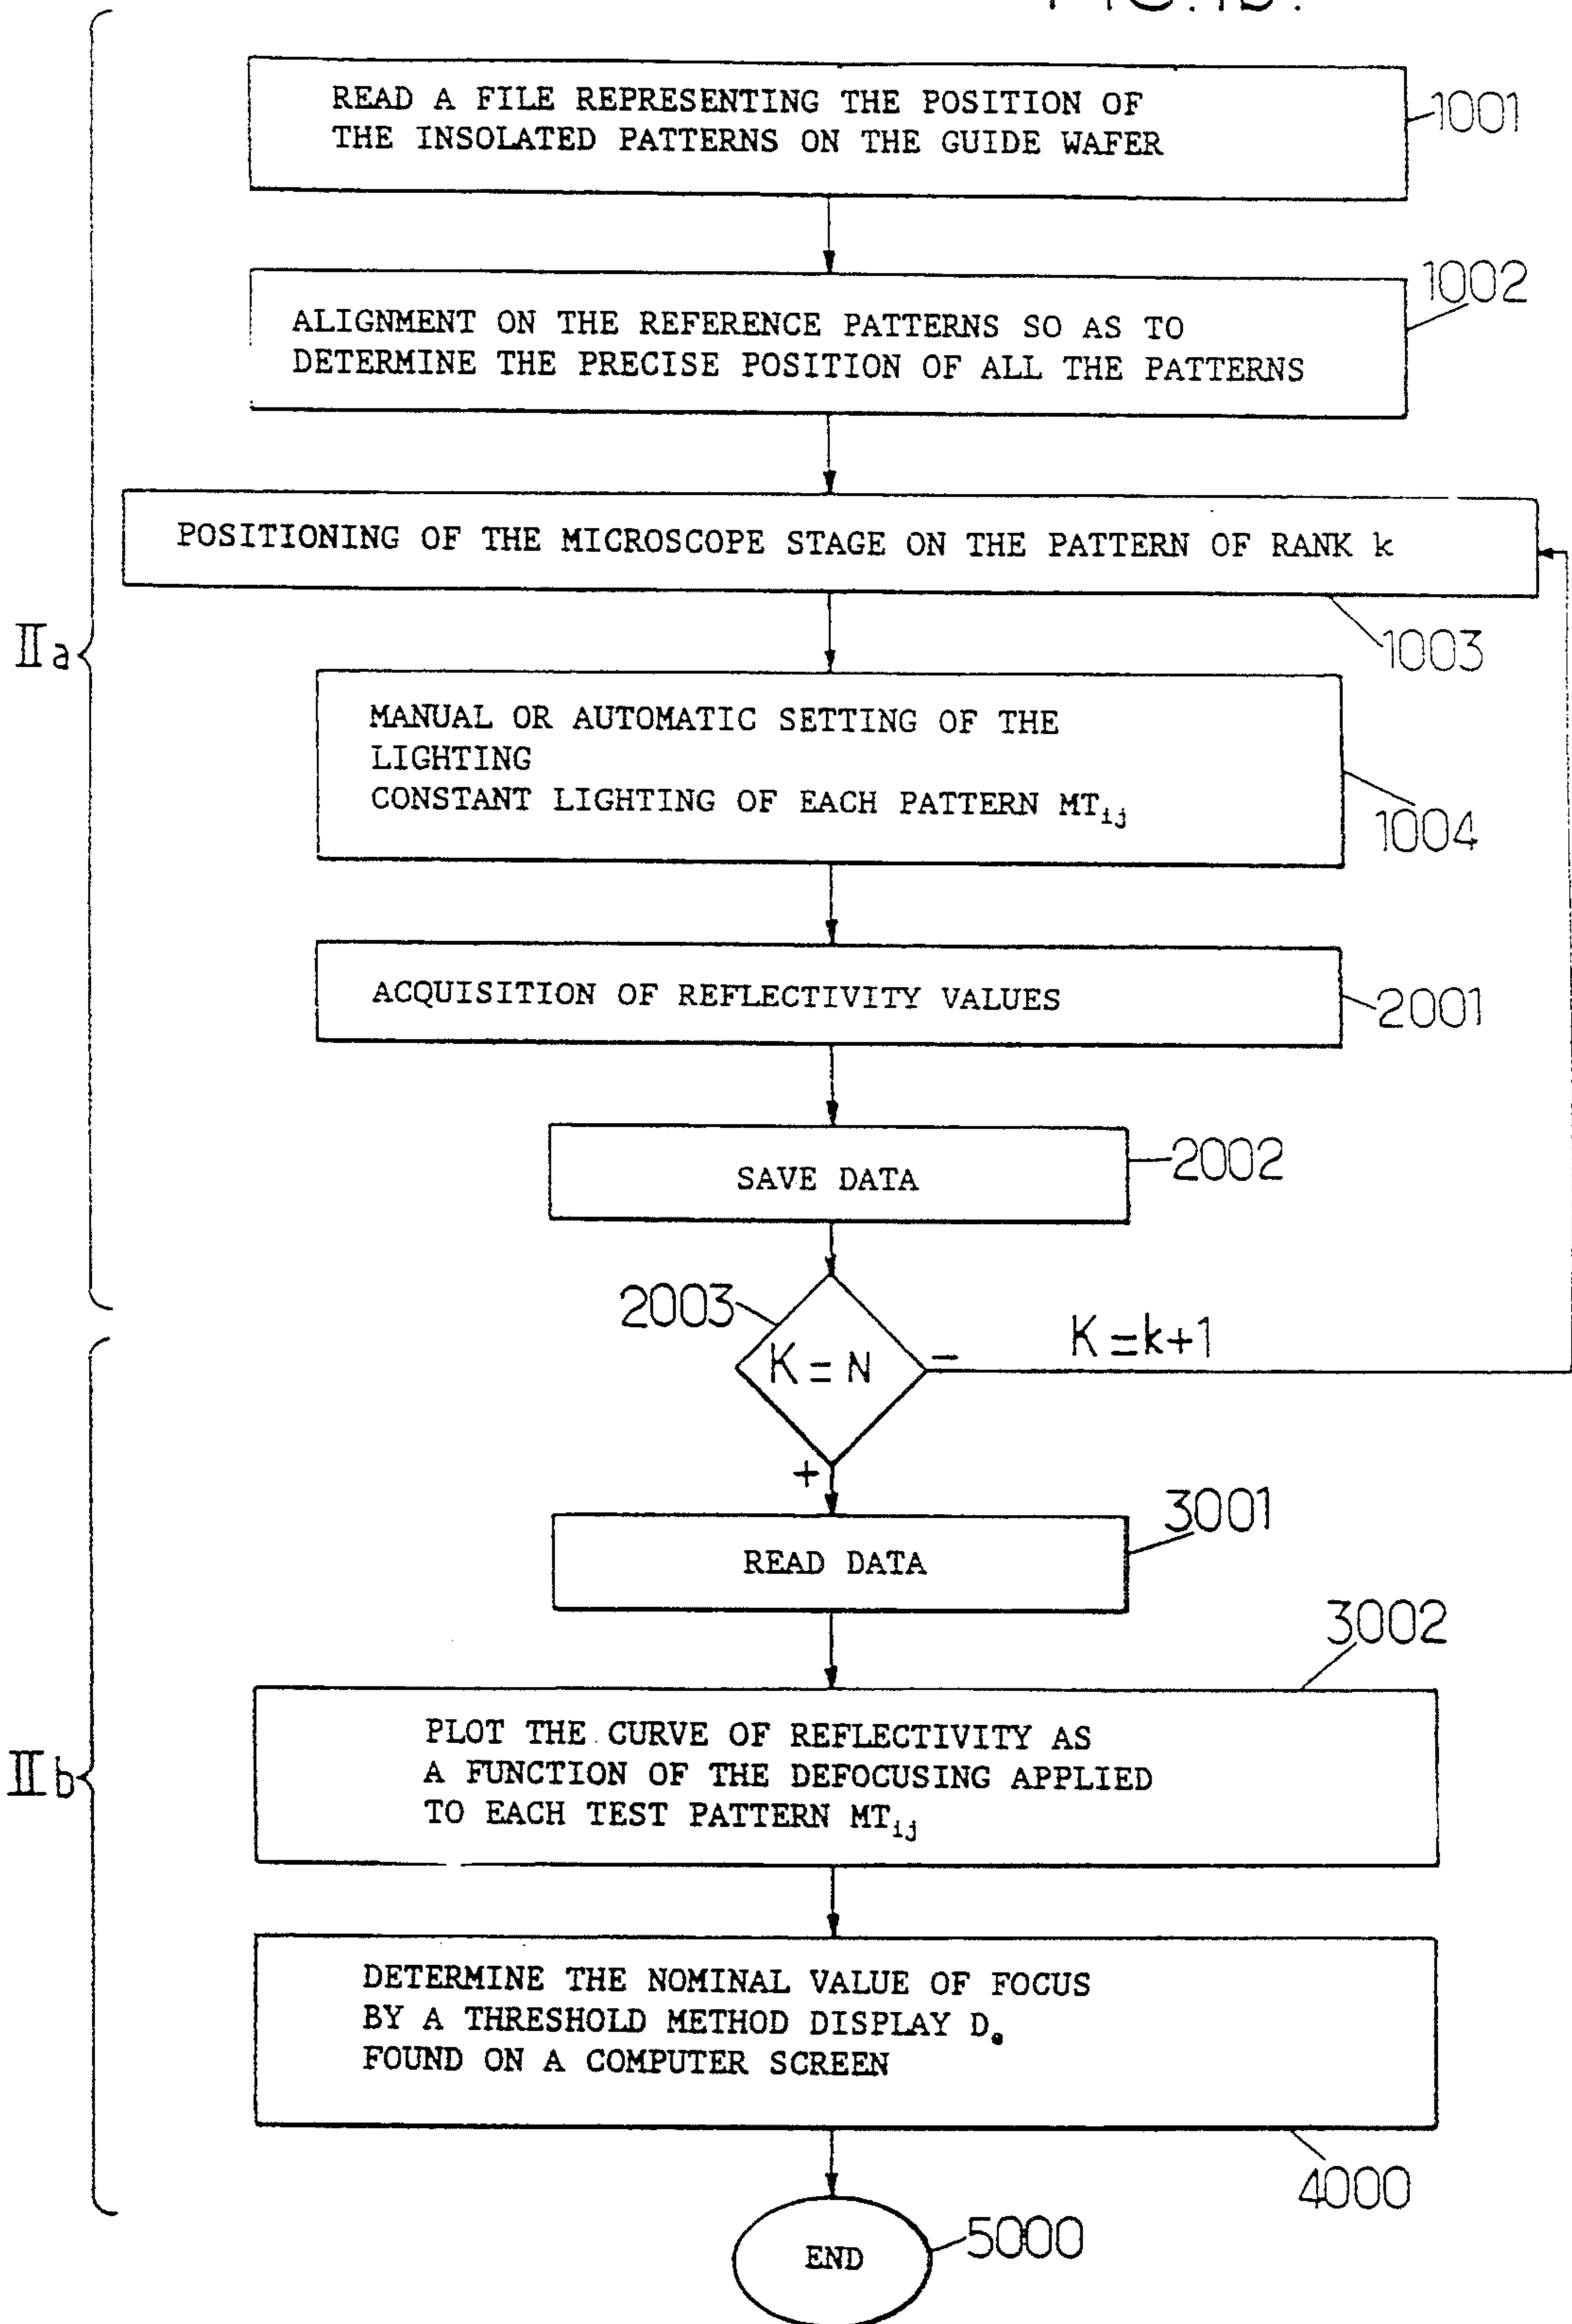 READ A FILE REPRESENTING THE POSITION OF
THE INSOLATED PATTERNS ON THE GUIDE WAFER
1001
ALIGNMENT ON THE REFERENCE PATTERNS SO AS TO
DETERMINE THE PRECISE POSITION OF ALL THE PATTERNS
1002
POSITIONING OF THE MICROSCOPE STAGE ON THE PATTERN OF RANK k
1003
IIa
MANUAL OR AUTOMATIC SETTING OF THE
LIGHTING
CONSTANT LIGHTING OF EACH PATTERN MTij
1004
ACQUISITION OF REFLECTIVITY VALUES
2001
SAVE DATA
2002
2003
K = N
–
K = k+1
+
READ DATA
3001
3002
PLOT THE CURVE OF REFLECTIVITY AS
A FUNCTION OF THE DEFOCUSING APPLIED
TO EACH TEST PATTERN MTij
IIb
DETERMINE THE NOMINAL VALUE OF FOCUS
BY A THRESHOLD METHOD DISPLAY De
FOUND ON A COMPUTER SCREEN
4000
END
5000